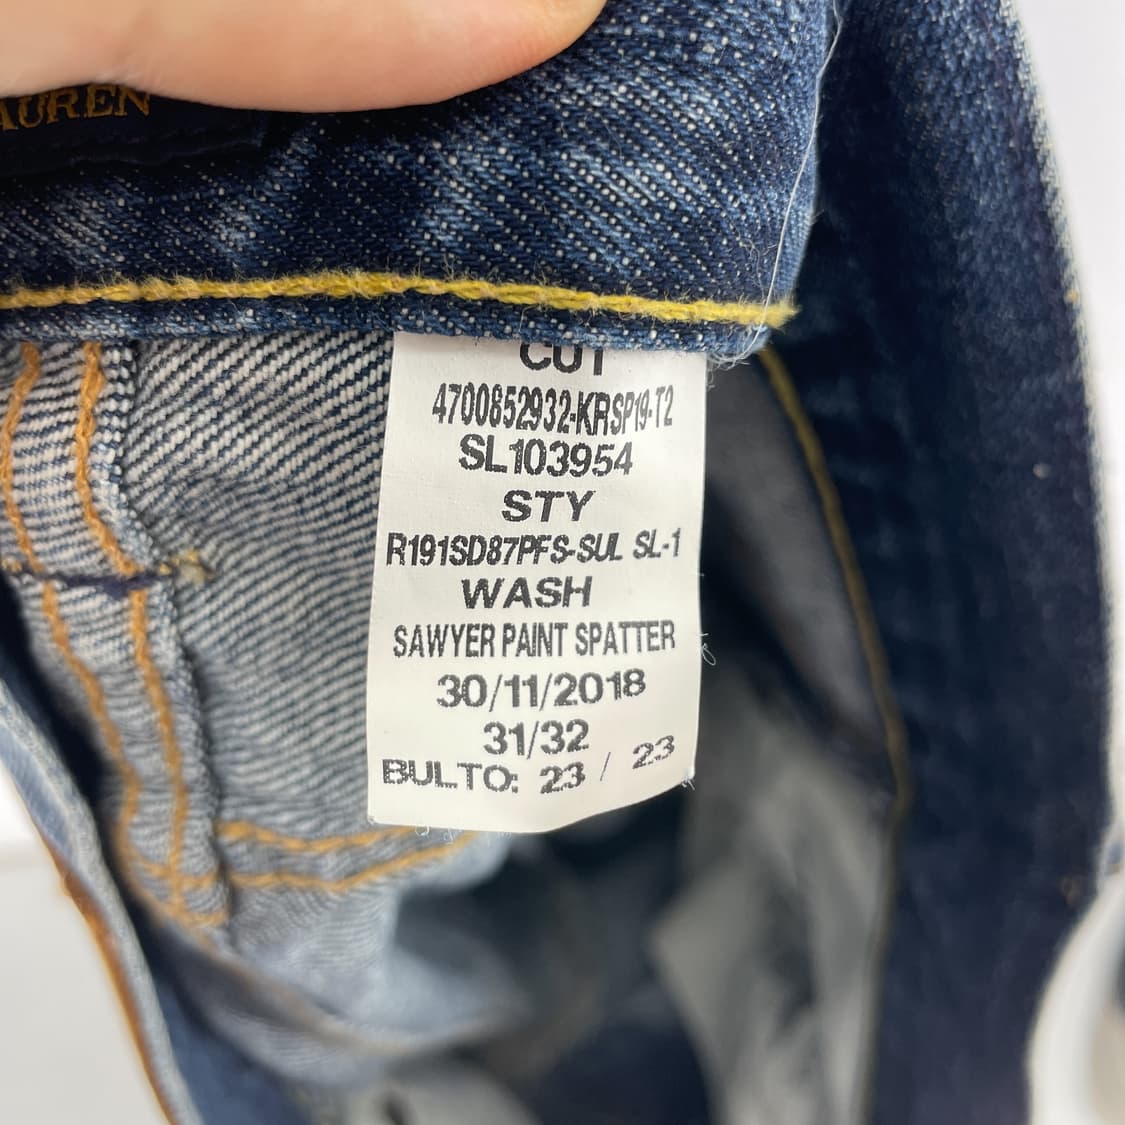 LAUREN
CUT
4700852932-KRSP19-T2
SL103954
STY
R191SD87PFS-SUL SL-1
WASH
SAWYER PAINT SPATTER
30/11/2018
31/32
BULTO: 23 / 23